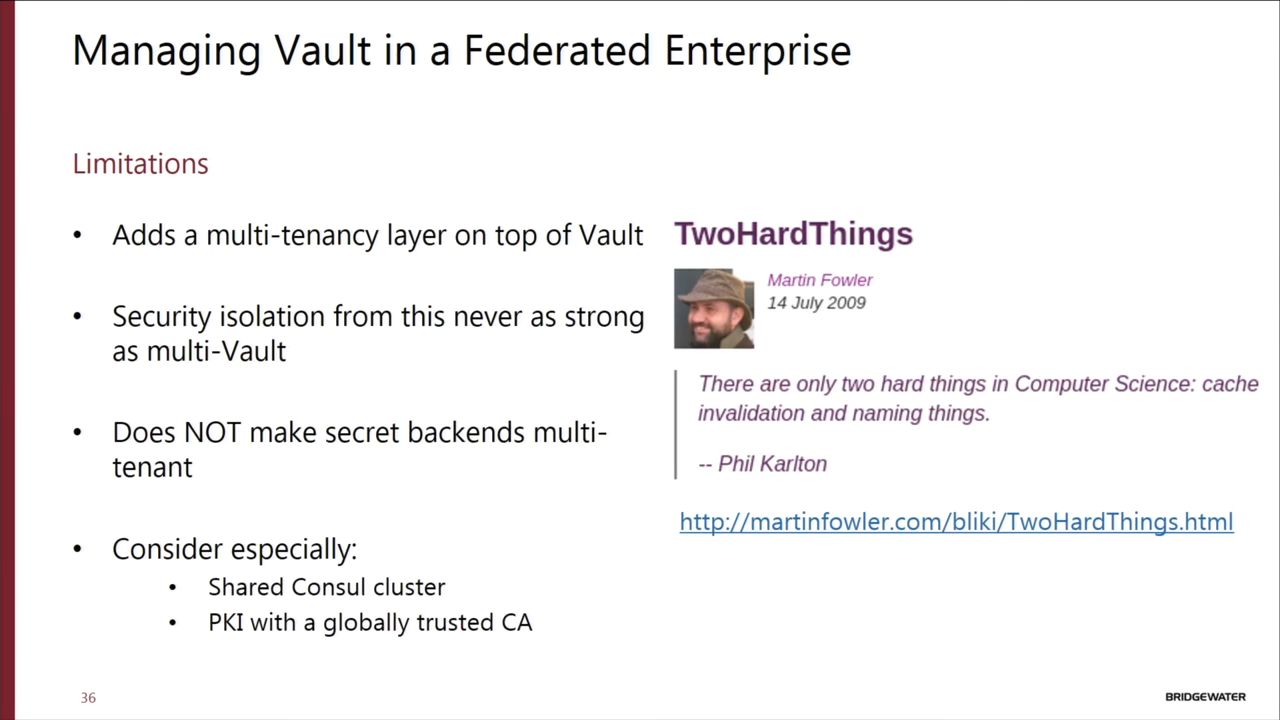 Managing Vault in a Federated Enterprise
Limitations
• Adds a multi-tenancy layer on top of Vault
• Security isolation from this never as strong
as multi-Vault
• Does NOT make secret backends multi-
tenant
• Consider especially:
• Shared Consul cluster
• PKI with a globally trusted CA
TwoHardThings
Martin Fowler
14 July 2009
There are only two hard things in Computer Science: cache
invalidation and naming things.
-- Phil Karlton
http://martinfowler.com/bliki/TwoHardThings.html
36
BRIDGEWATER